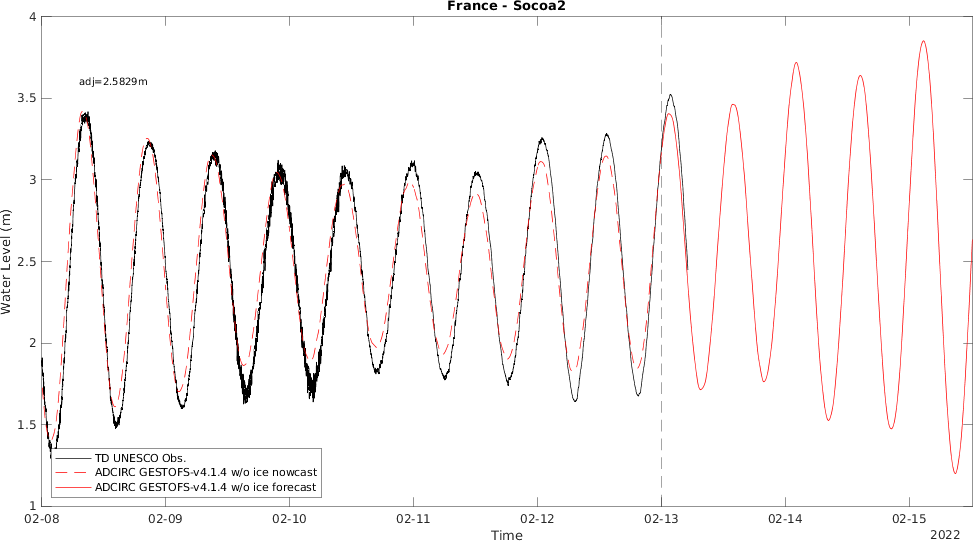 France - Socoa2
4
adj=2.5829m
3.5
3
2.5
2
1.5
1
Water Level (m)
TD UNESCO Obs.
ADCIRC GESTOFS-v4.1.4 w/o ice nowcast
ADCIRC GESTOFS-v4.1.4 w/o ice forecast
02-08 02-09 02-10 02-11 02-12 02-13 02-14 02-15
Time
2022